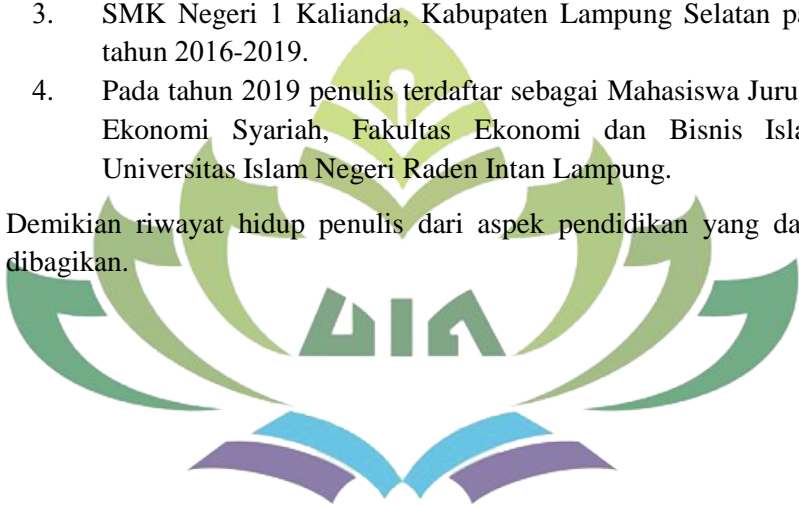 3. SMK Negeri 1 Kalianda, Kabupaten Lampung Selatan pa
tahun 2016-2019.
4. Pada tahun 2019 penulis terdaftar sebagai Mahasiswa Juru
Ekonomi Syariah, Fakultas Ekonomi dan Bisnis Isla
Universitas Islam Negeri Raden Intan Lampung.
Demikian riwayat hidup penulis dari aspek pendidikan yang da
dibagikan.
UIN